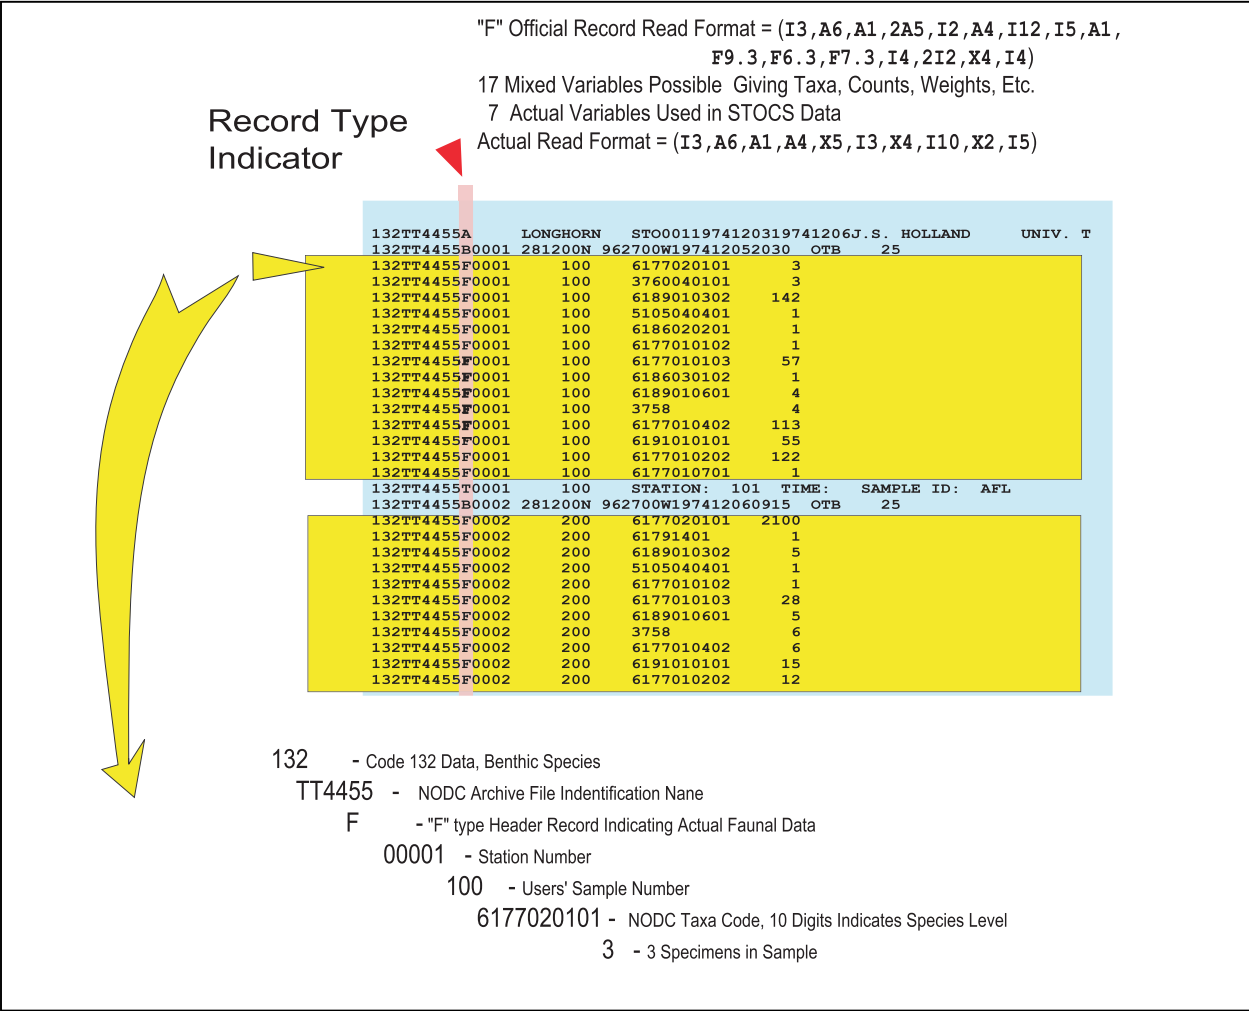 "F" Official Record Read Format = (I3,A6,A1,2A5,I2,A4,I12,I5,A1,
F9.3,F6.3,F7.3,I4,2I2,X4,I4)
17 Mixed Variables Possible Giving Taxa, Counts, Weights, Etc.
7 Actual Variables Used in STOCS Data
Actual Read Format = (I3,A6,A1,A4,X5,I3,X4,I10,X2,I5)
Record Type
Indicator
132TT4455A LONGHORN STO0011974120319741206J.S. HOLLAND UNIV. T
132TT4455B0001 281200N 962700W197412052030 OTB 25
132TT4455F0001 100 6177020101 3
132TT4455F0001 100 3760040101 3
132TT4455F0001 100 6189010302 142
132TT4455F0001 100 5105040401 1
132TT4455F0001 100 6186020201 1
132TT4455F0001 100 6177010102 1
132TT4455F0001 100 6177010103 57
132TT4455F0001 100 6186030102 1
132TT4455F0001 100 6189010601 4
132TT4455F0001 100 3758 4
132TT4455F0001 100 6177010402 113
132TT4455F0001 100 6191010101 55
132TT4455F0001 100 6177010202 122
132TT4455F0001 100 6177010701 1
132TT4455T0001 100 STATION: 101 TIME: SAMPLE ID: AFL
132TT4455B0002 281200N 962700W197412060915 OTB 25
132TT4455F0002 200 6177020101 2100
132TT4455F0002 200 61791401 1
132TT4455F0002 200 6189010302 5
132TT4455F0002 200 5105040401 1
132TT4455F0002 200 6177010102 1
132TT4455F0002 200 6177010103 28
132TT4455F0002 200 6189010601 5
132TT4455F0002 200 3758 6
132TT4455F0002 200 6177010402 6
132TT4455F0002 200 6191010101 15
132TT4455F0002 200 6177010202 12
132 - Code 132 Data, Benthic Species
TT4455 - NODC Archive File Indentification Nane
F - "F" type Header Record Indicating Actual Faunal Data
00001 - Station Number
100 - Users' Sample Number
6177020101 - NODC Taxa Code, 10 Digits Indicates Species Level
3 - 3 Specimens in Sample